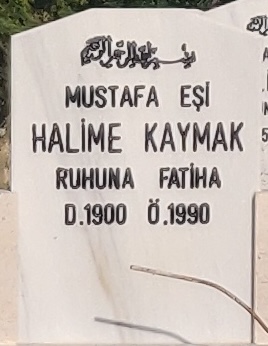 بسم الله الرحمن الرحيم
MUSTAFA EŞİ
HALİME KAYMAK
RUHUNA FATİHA
D.1900 Ö.1990